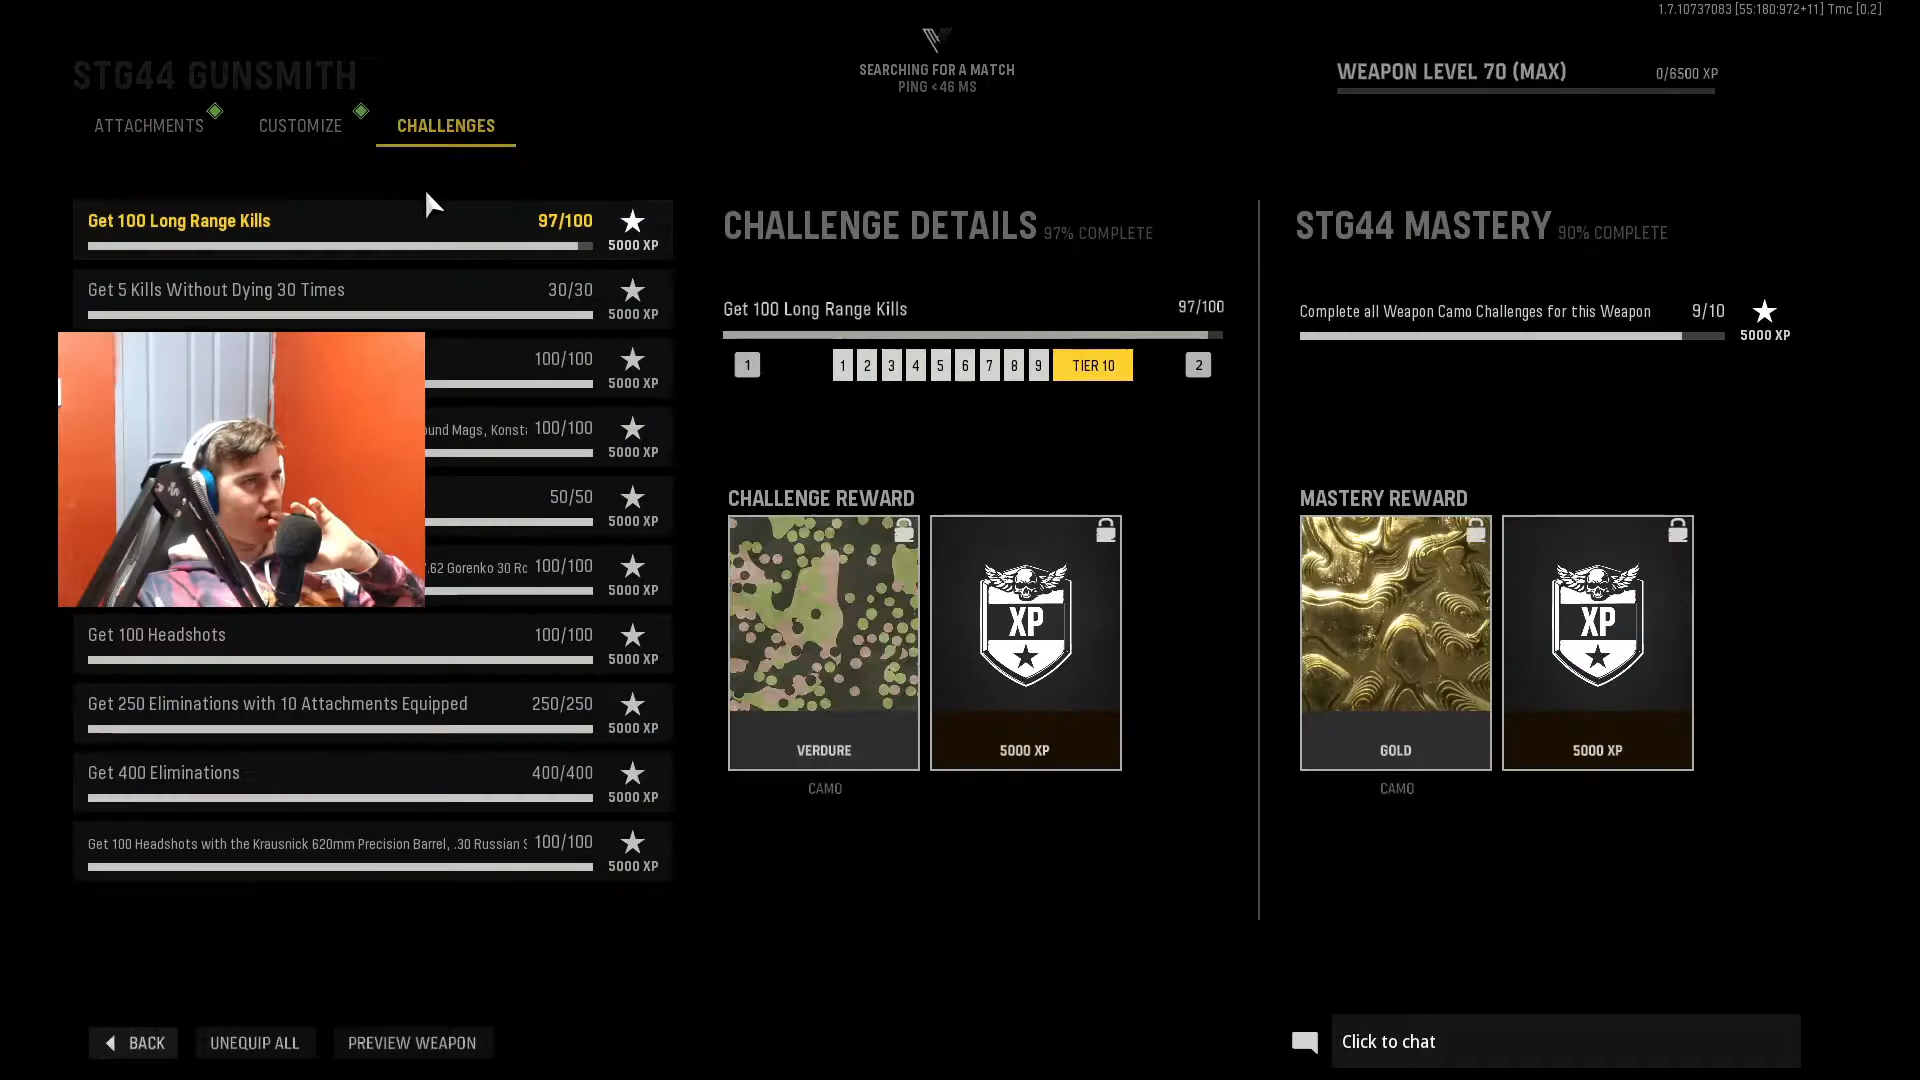 1.7.10737083 [55:180:972+11] Tmc [0.2]
STG44 GUNSMITH
SEARCHING FOR A MATCH
PING <46 MS
WEAPON LEVEL 70 (MAX) 0/6500 XP
ATTACHMENTS CUSTOMIZE CHALLENGES
Get 100 Long Range Kills 97/100
5000 XP
Get 5 Kills Without Dying 30 Times 30/30
5000 XP
100/100
5000 XP
ound Mags, 100/100
5000 XP
50/50
5000 XP
.62 Gorenko 30 100/100
5000 XP
Get 100 Headshots 100/100
5000 XP
Get 250 Eliminations with 10 Attachments Equipped 250/250
5000 XP
Get 400 Eliminations 400/400
5000 XP
Get 100 Headshots with the Krausnick 620mm Precision Barrel, .30 Russian 100/100
5000 XP
CHALLENGE DETAILS 97% COMPLETE
Get 100 Long Range Kills 97/100
1 1 2 3 4 5 6 7 8 9 TIER 10 2
CHALLENGE REWARD
XP
VERDURE 5000 XP
CAMO
STG44 MASTERY 90% COMPLETE
Complete all Weapon Camo Challenges for this Weapon 9/10
5000 XP
MASTERY REWARD
XP
GOLD 5000 XP
CAMO
BACK UNEQUIP ALL PREVIEW WEAPON
Click to chat